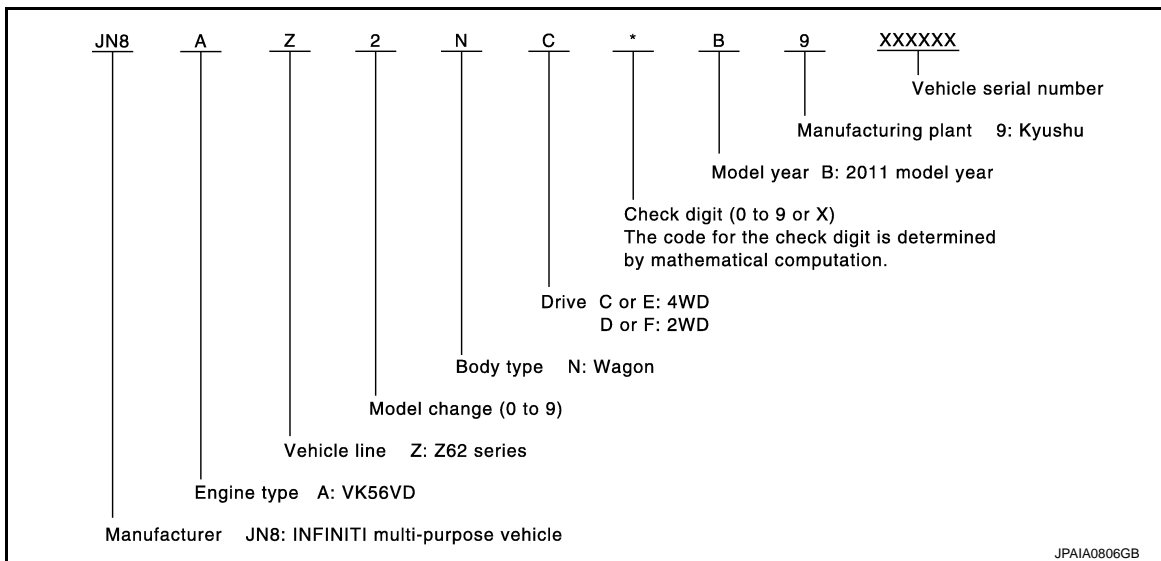 JN8 A Z 2 N C * B 9 XXXXXX
Vehicle serial number
Manufacturing plant 9: Kyushu
Model year B: 2011 model year
Check digit (0 to 9 or X)
The code for the check digit is determined
by mathematical computation.
Drive C or E: 4WD
D or F: 2WD
Body type N: Wagon
Model change (0 to 9)
Vehicle line Z: Z62 series
Engine type A: VK56VD
Manufacturer JN8: INFINITI multi-purpose vehicle
JPAIA0806GB